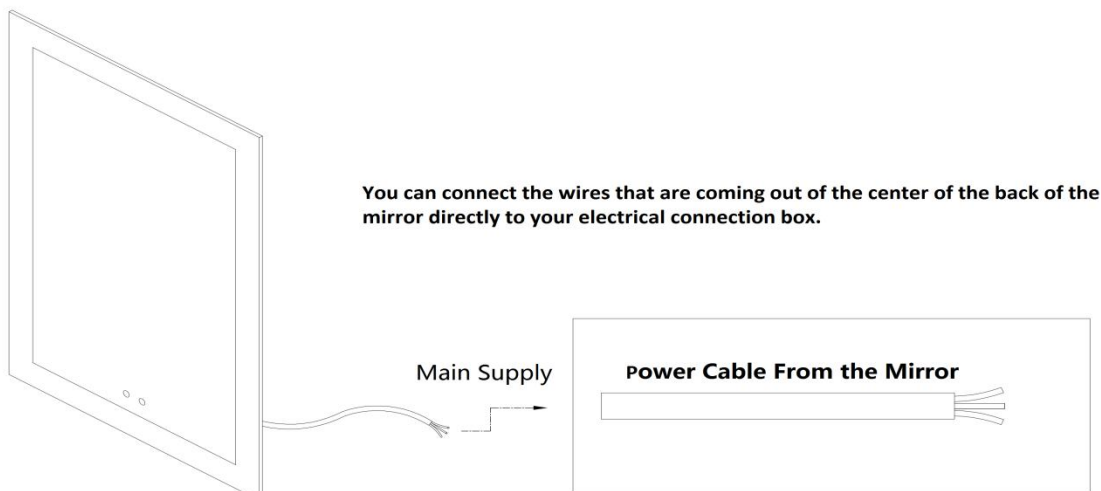 You can connect the wires that are coming out of the center of the back of the
mirror directly to your electrical connection box.
Main Supply
Power Cable From the Mirror